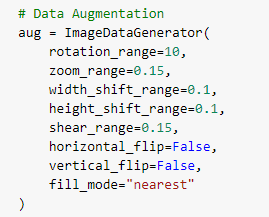 # Data Augmentation
aug = ImageDataGenerator(
    rotation_range=10,
    zoom_range=0.15,
    width_shift_range=0.1,
    height_shift_range=0.1,
    shear_range=0.15,
    horizontal_flip=False,
    vertical_flip=False,
    fill_mode="nearest"
)